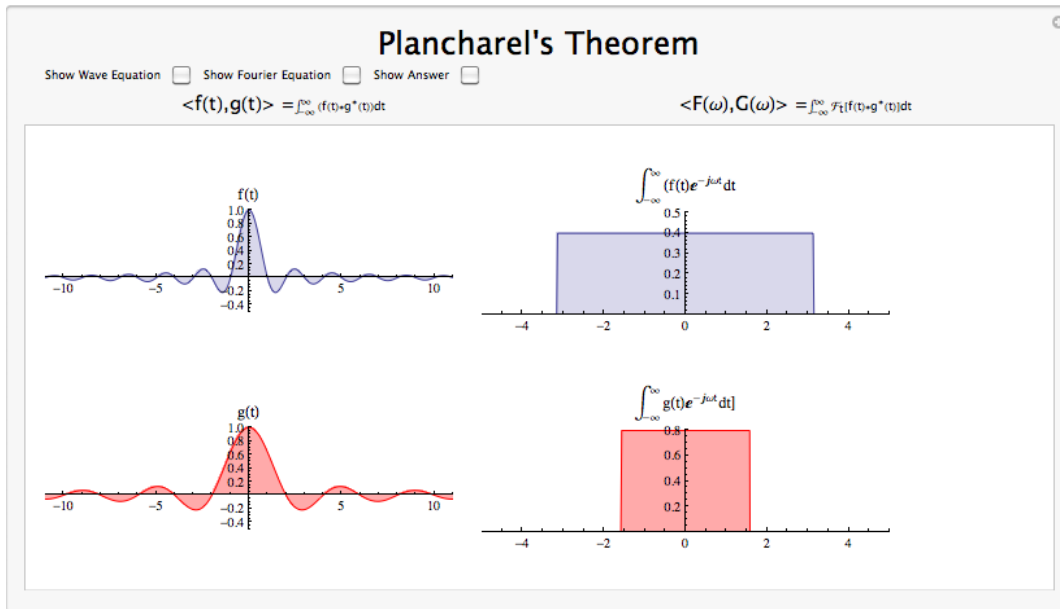 Plancharel's Theorem
Show Wave Equation Show Fourier Equation Show Answer
<f(t),g(t)> =∫_{-∞}^{∞} (f(t)*g*(t))dt
<F(ω),G(ω)> =∫_{-∞}^{∞} ℱt[f(t)*g*(t)]dt
f(t)
1.0
0.8
0.6
0.4
0.2
-0.2
-0.4
-10 -5 5 10
∫_{-∞}^{∞} (f(t)e^{-jωt}dt
0.5
0.4
0.3
0.2
0.1
-4 -2 0 2 4
g(t)
1.0
0.8
0.6
0.4
0.2
-0.2
-0.4
-10 -5 5 10
∫_{-∞}^{∞} g(t)e^{-jωt}dt]
0.8
0.6
0.4
0.2
-4 -2 0 2 4